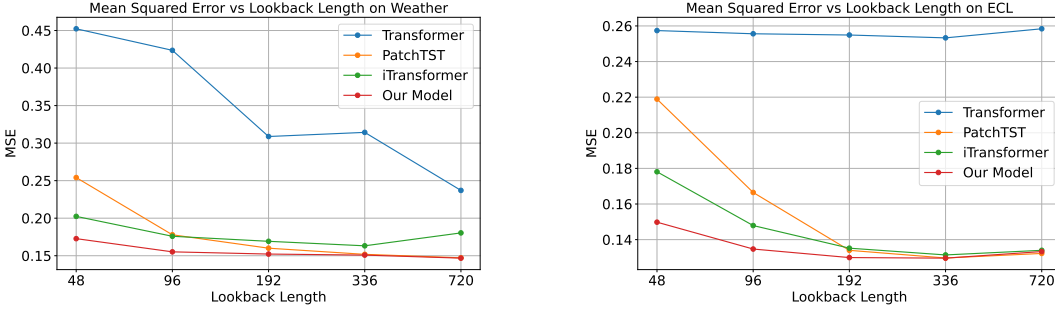 Mean Squared Error vs Lookback Length on Weather
MSE
0.45
0.40
0.35
0.30
0.25
0.20
0.15
Transformer
PatchTST
iTransformer
Our Model
48 96 192 336 720
Lookback Length
Mean Squared Error vs Lookback Length on ECL
MSE
0.26
0.24
0.22
0.20
0.18
0.16
0.14
Transformer
PatchTST
iTransformer
Our Model
48 96 192 336 720
Lookback Length